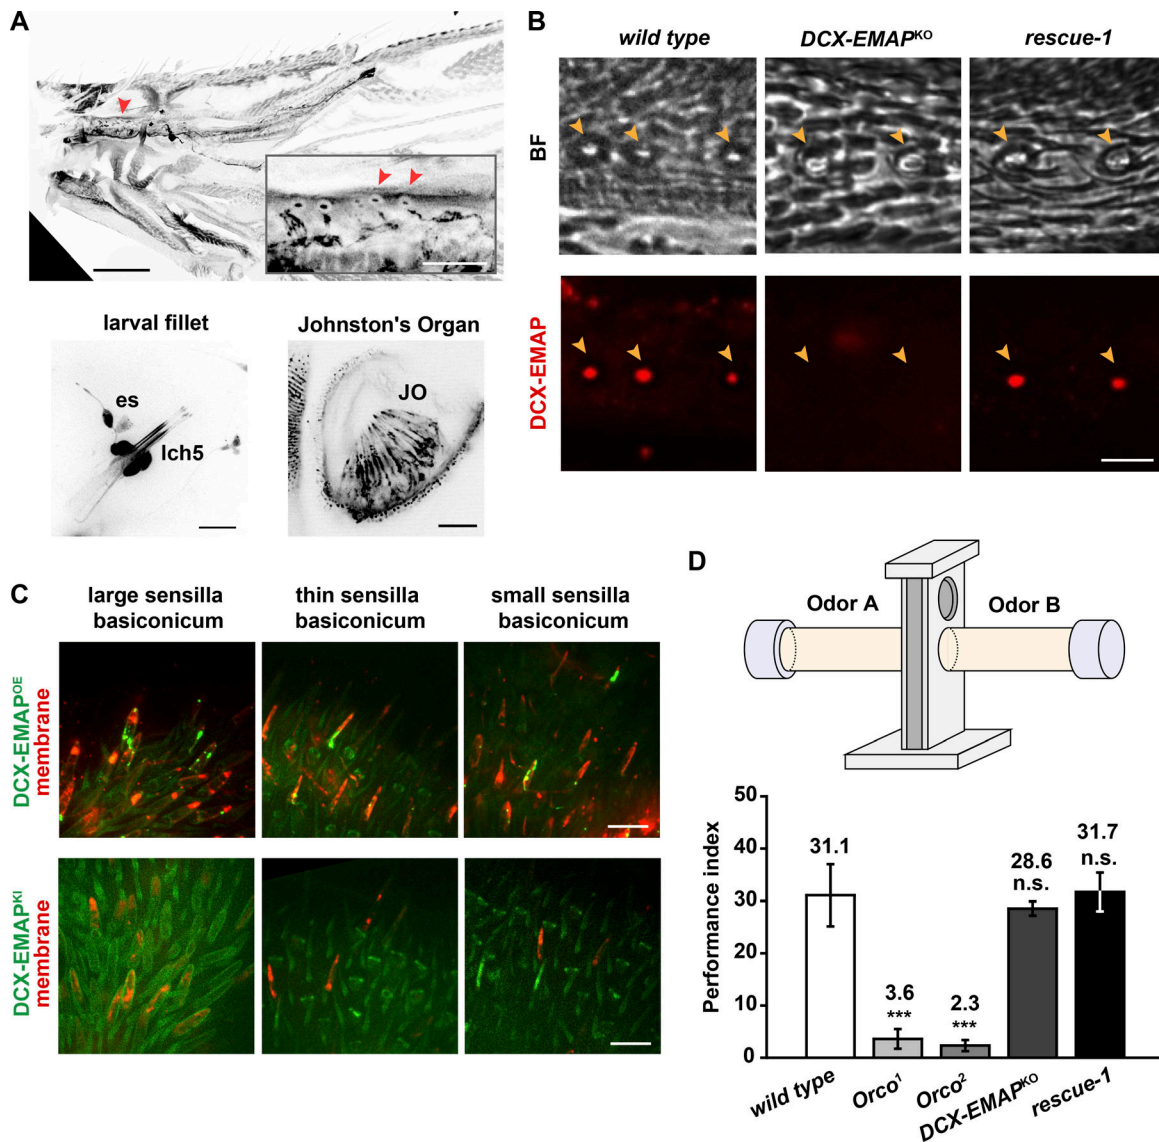 A
larval fillet
es
lch5
Johnston's Organ
JO
B
wild type
DCX-EMAPᴷᴼ
rescue-1
BF
DCX-EMAP
C
large sensilla
basiconicum
thin sensilla
basiconicum
small sensilla
basiconicum
DCX-EMAPᴼᴱ
membrane
DCX-EMAPᴷᴵ
membrane
D
Odor A
Odor B
Performance index
50
40
30
20
10
0
31.1
3.6
***
2.3
***
28.6
n.s.
31.7
n.s.
wild type
Orco¹
Orco²
DCX-EMAPᴷᴼ
rescue-1